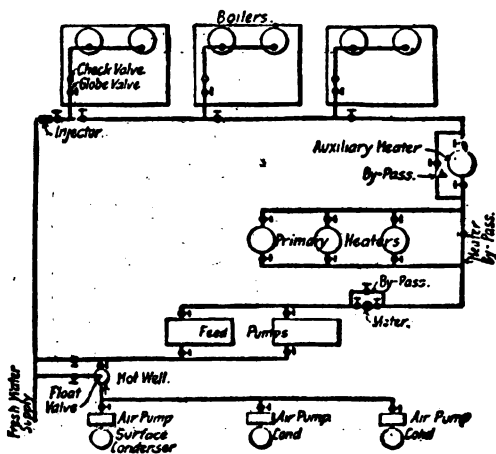 Boilers.
Check Valve
Globe Valve
Injector.
Auxiliary Heater
By-Pass.
Primary Heaters
Heater
By-Pass.
By-Pass.
Meter.
Feed Pumps
Hot Well.
Float
Valve
Fresh Water
Supply
Air Pump
Surface
Condenser
Air Pump
Cond
Air Pump
Cond